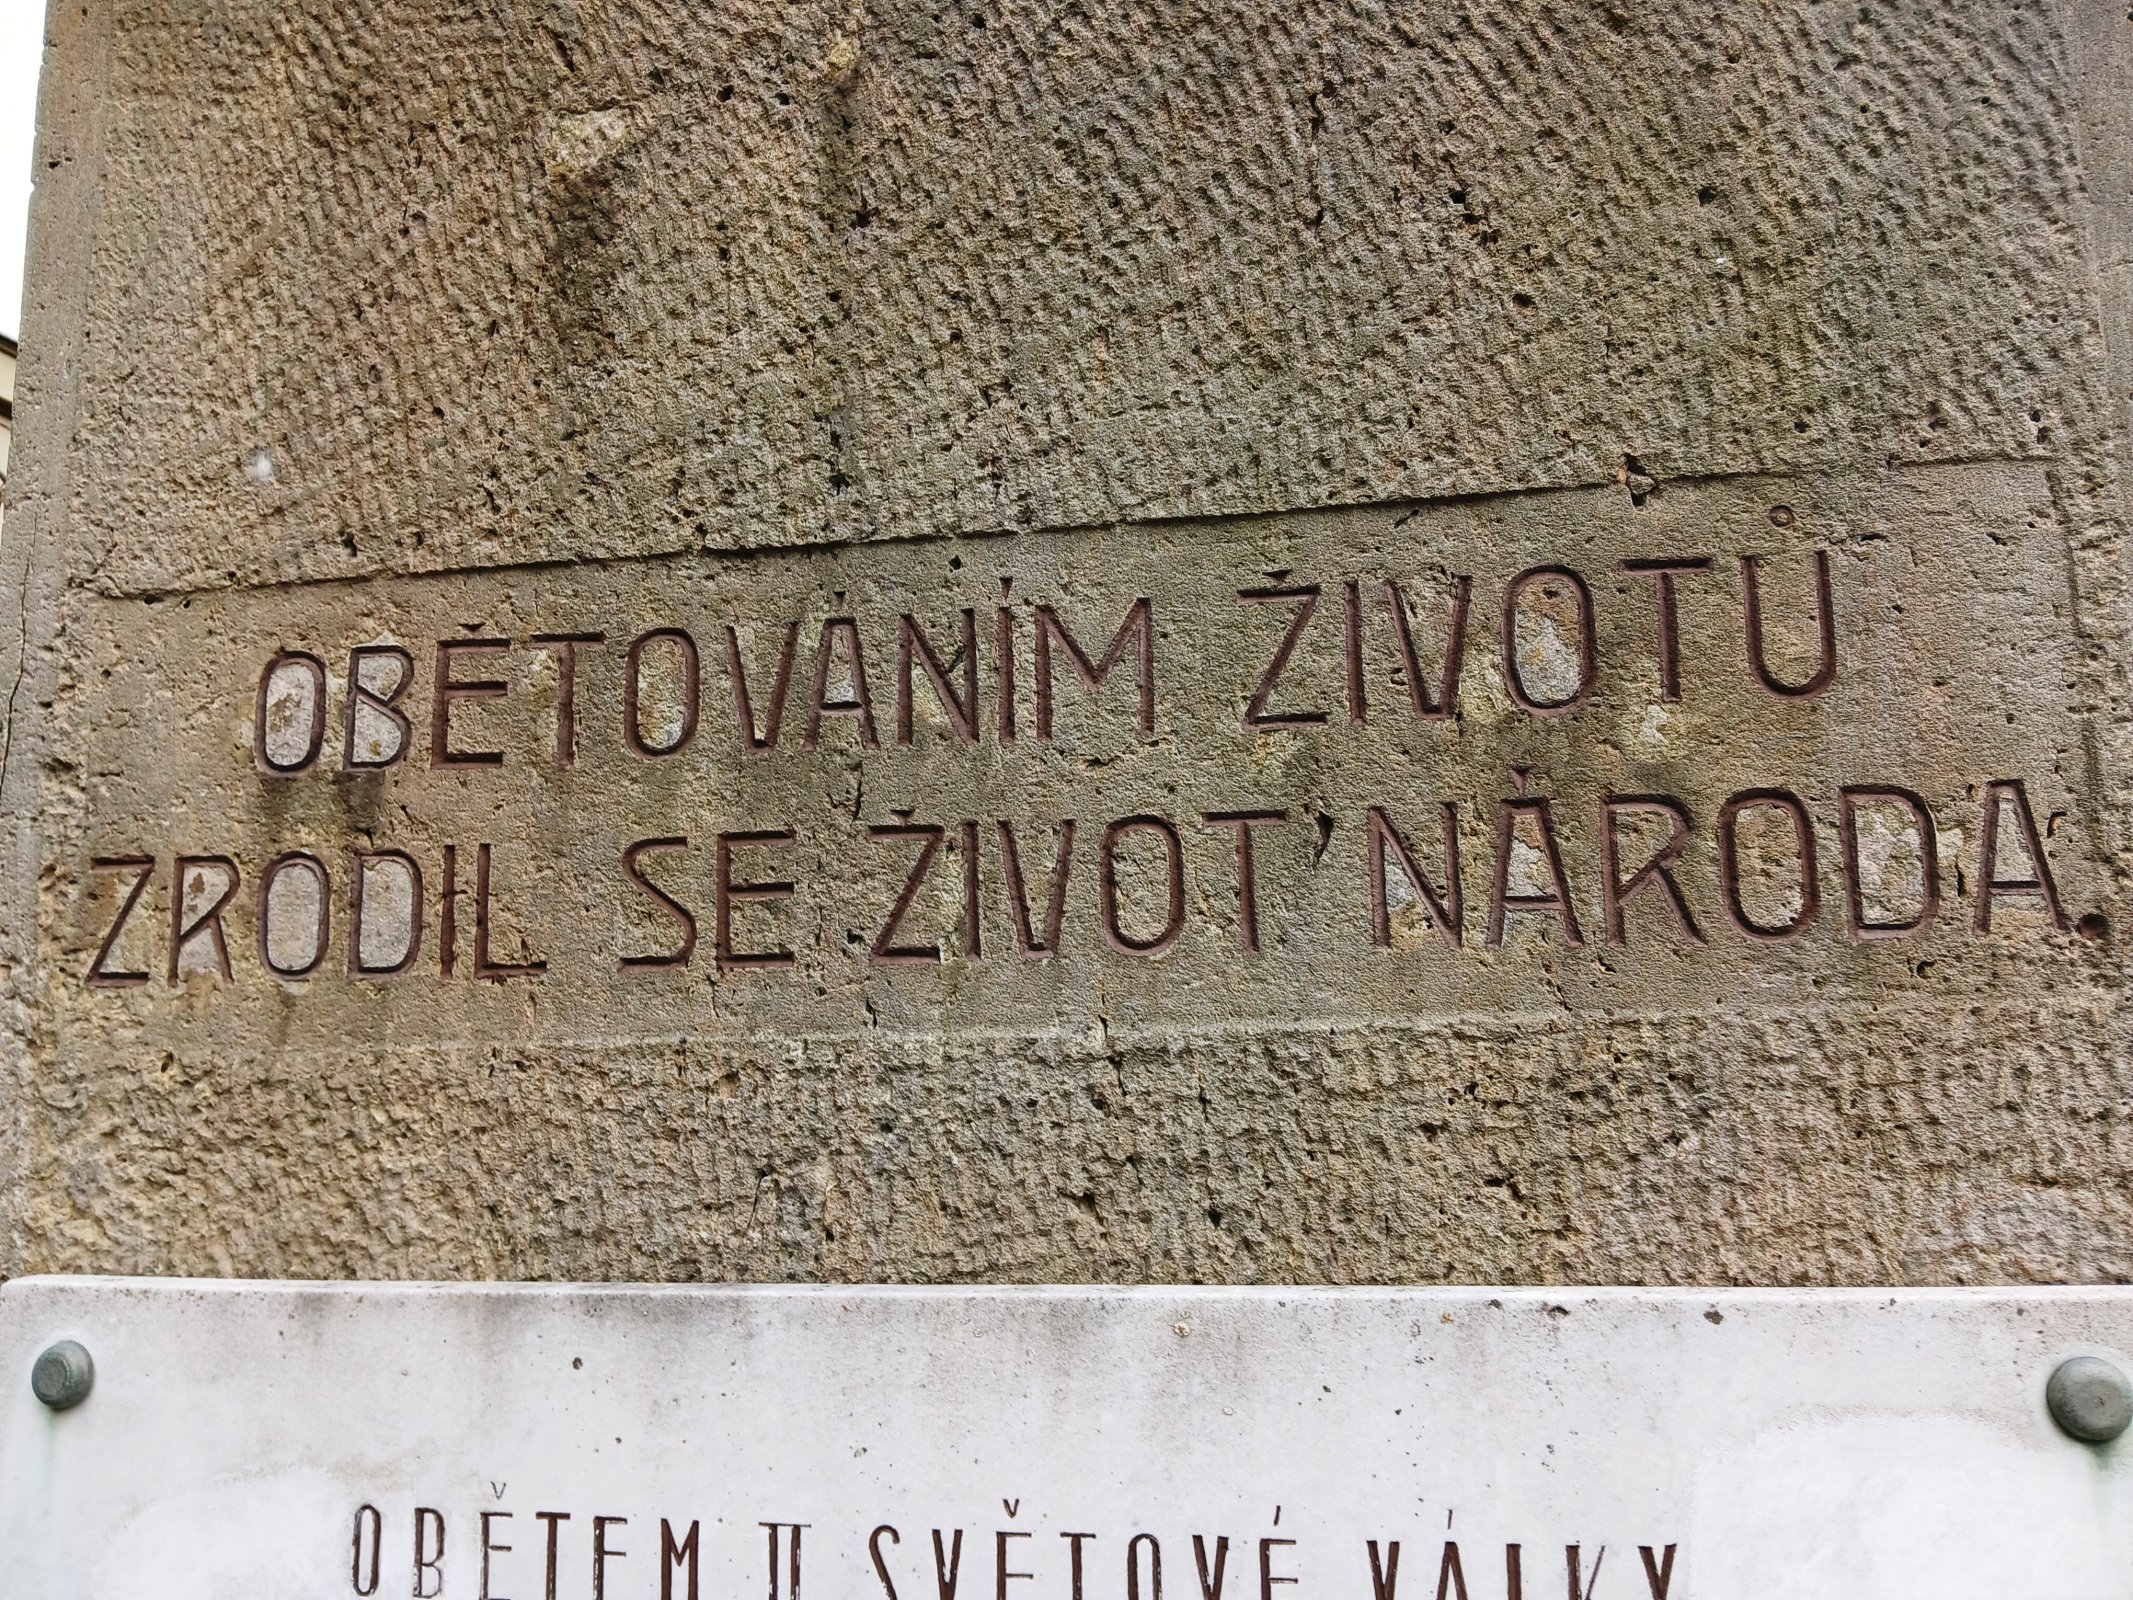 OBĚTOVÁNÍM ŽIVOTŮ
ZRODIL SE ŽIVOT NÁRODA.
OBĚTEM II SVĚTOVÉ VÁLKY